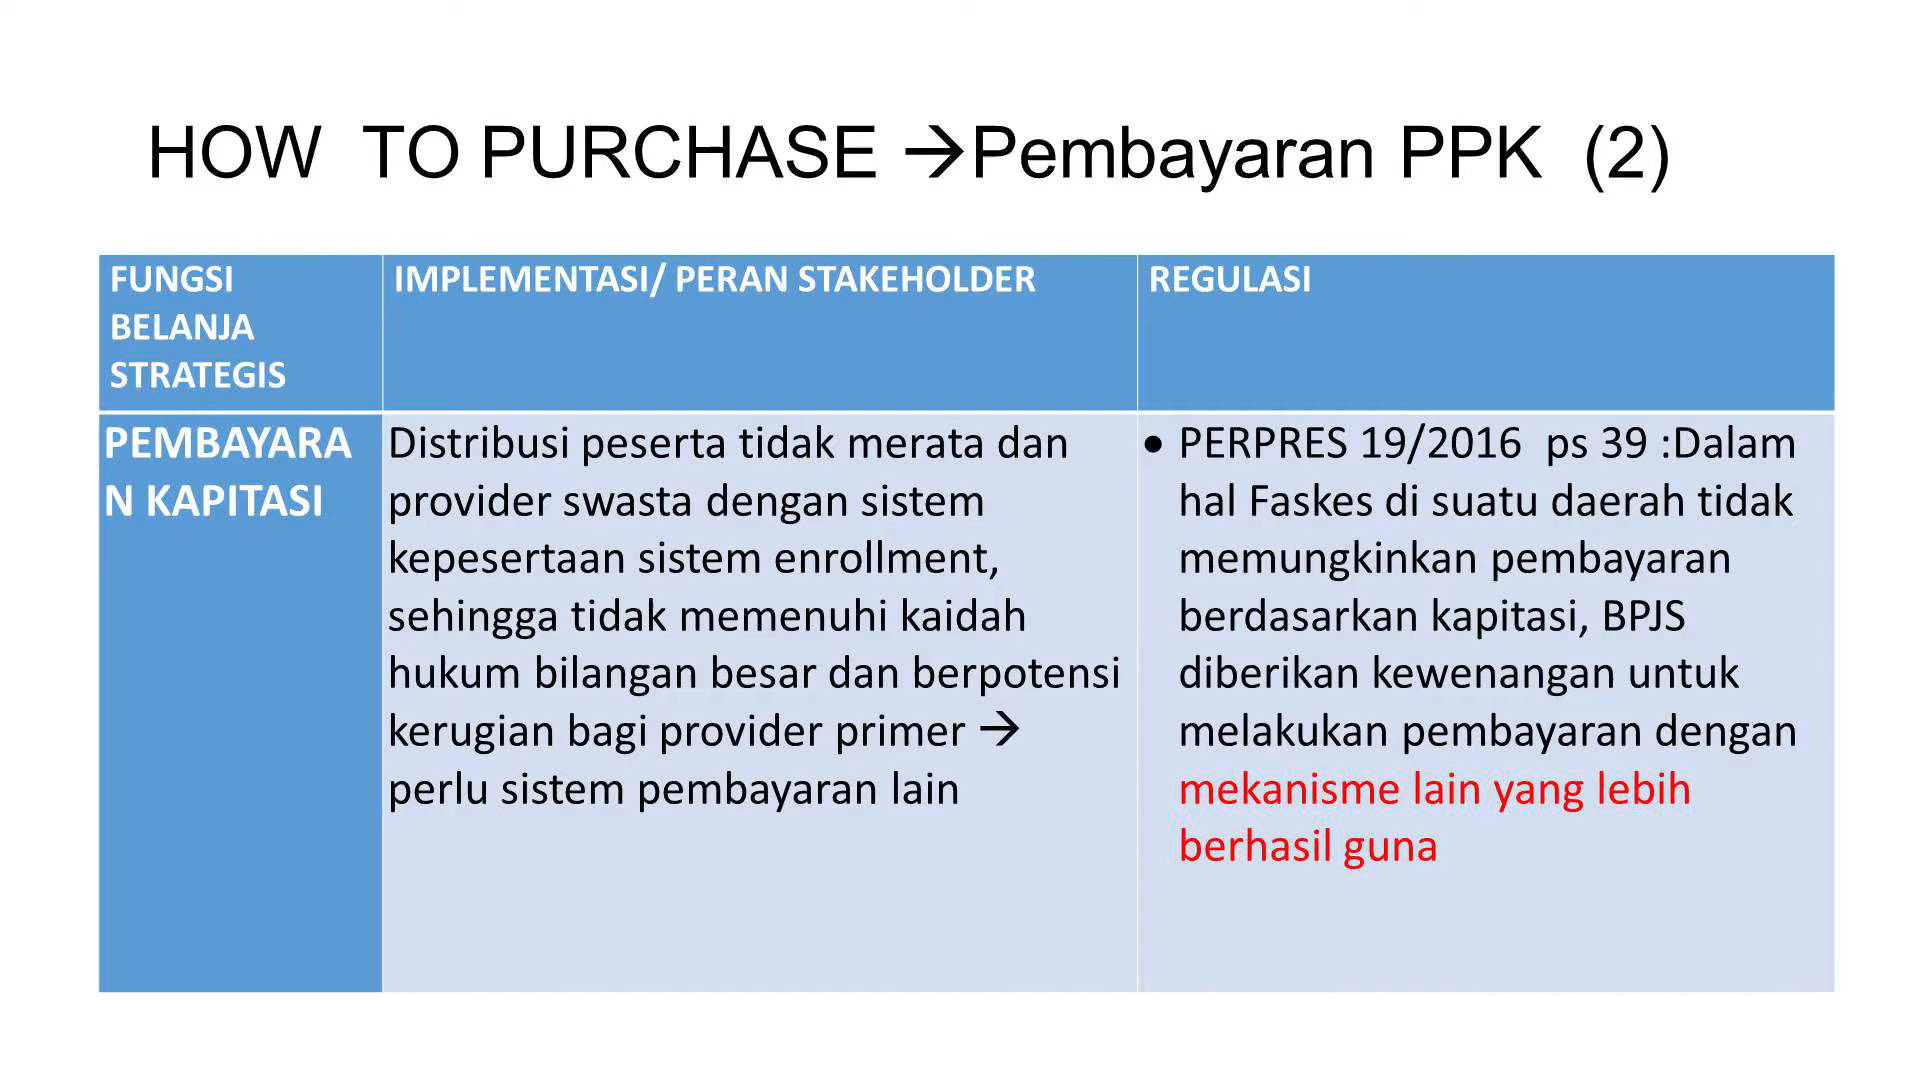 HOW TO PURCHASE →Pembayaran PPK (2)
FUNGSI
BELANJA
STRATEGIS
IMPLEMENTASI/ PERAN STAKEHOLDER
REGULASI
PEMBAYARA
N KAPITASI
Distribusi peserta tidak merata dan
provider swasta dengan sistem
kepesertaan sistem enrollment,
sehingga tidak memenuhi kaidah
hukum bilangan besar dan berpotensi
kerugian bagi provider primer →
perlu sistem pembayaran lain
• PERPRES 19/2016 ps 39 :Dalam
hal Faskes di suatu daerah tidak
memungkinkan pembayaran
berdasarkan kapitasi, BPJS
diberikan kewenangan untuk
melakukan pembayaran dengan
mekanisme lain yang lebih
berhasil guna